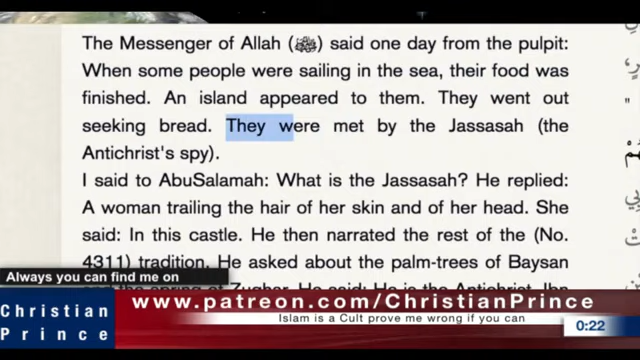 The Messenger of Allah (ﷺ) said one day from the pulpit:
When some people were sailing in the sea, their food was
finished. An island appeared to them. They went out
seeking bread. They were met by the Jassasah (the
Antichrist's spy).
I said to AbuSalamah: What is the Jassasah? He replied:
A woman trailing the hair of her skin and of her head. She
said: In this castle. He then narrated the rest of the (No.
4311) tradition. He asked about the palm-trees of Baysan
Always you can find me on
Christian
Prince
www.patreon.com/ChristianPrince
Islam is a Cult prove me wrong if you can
0:22